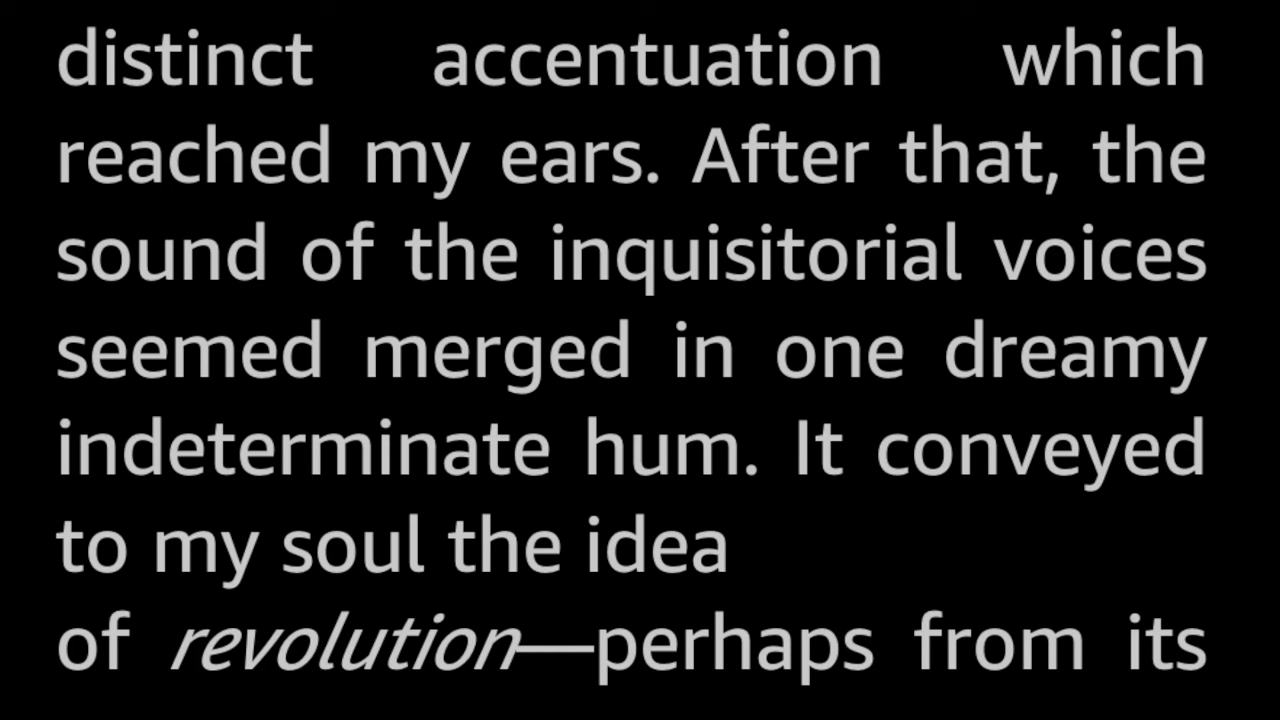 distinct accentuation which
reached my ears. After that, the
sound of the inquisitorial voices
seemed merged in one dreamy
indeterminate hum. It conveyed
to my soul the idea
of revolution—perhaps from its